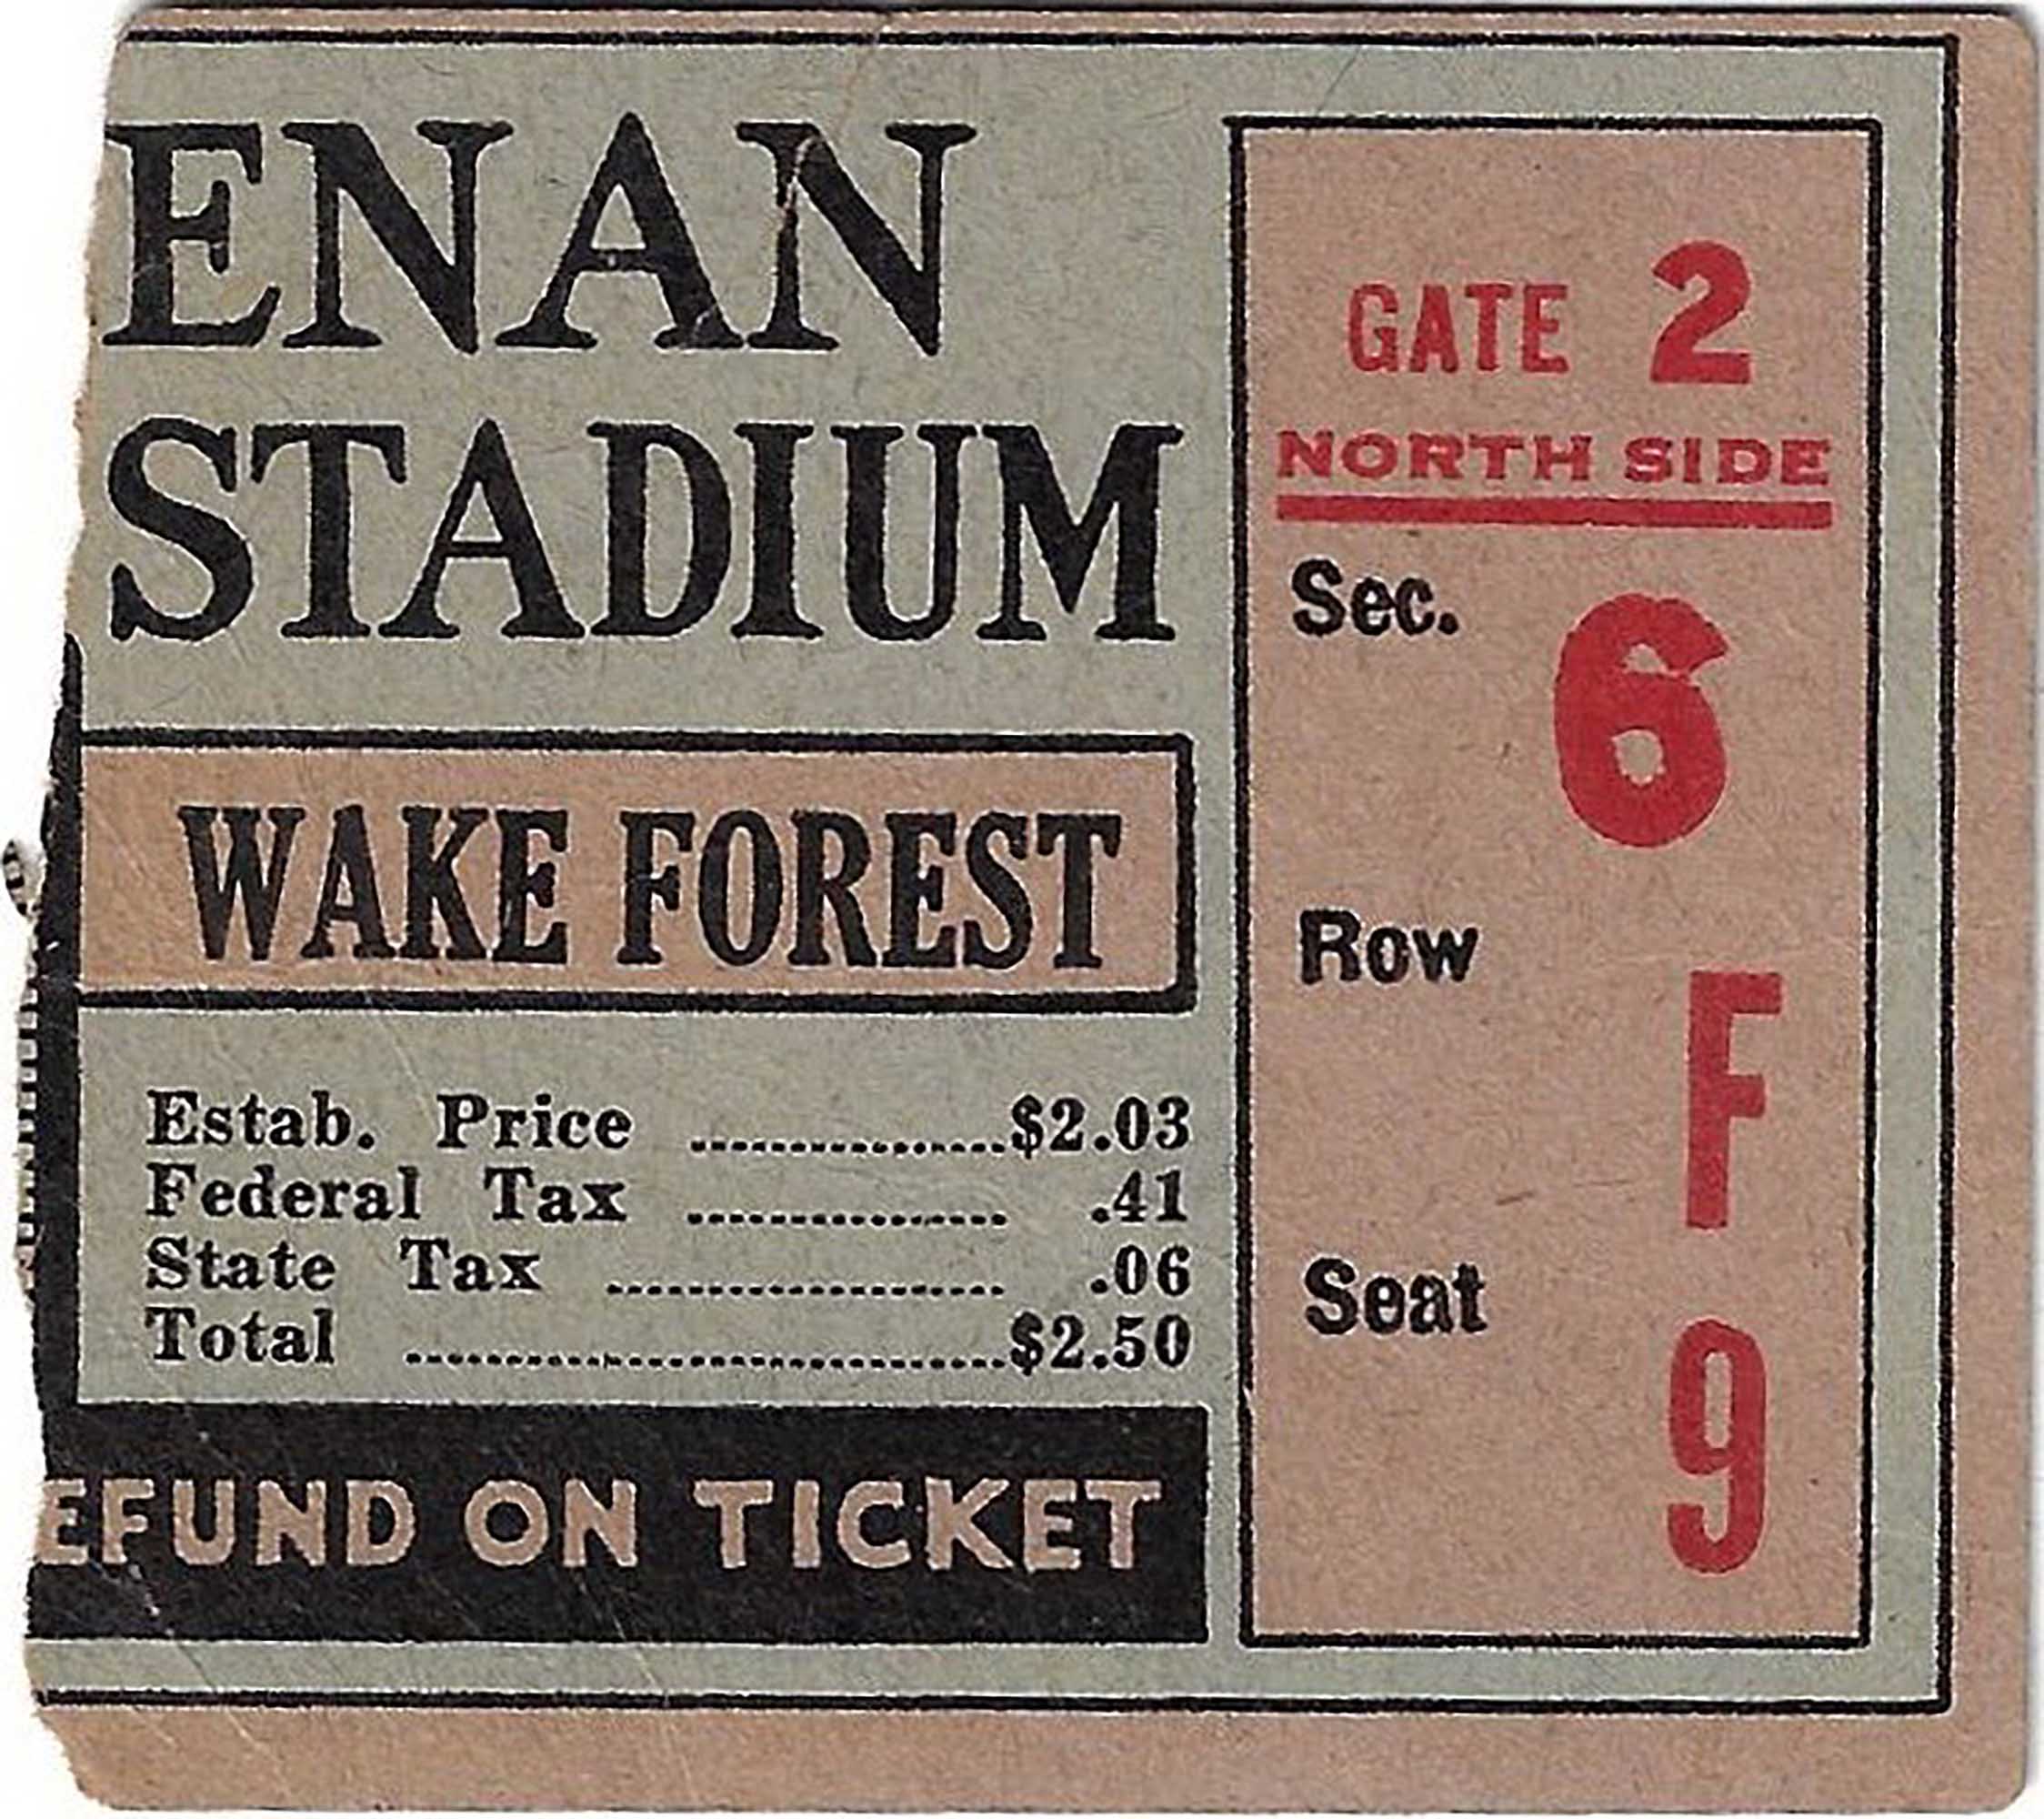 ENAN
STADIUM
WAKE FOREST
Estab. Price ....................$2.03
Federal Tax .................... .41
State Tax ......................... .06
Total ......................................$2.50
EFUND ON TICKET
GATE 2
NORTH SIDE
Sec. 6
Row F
Seat 9